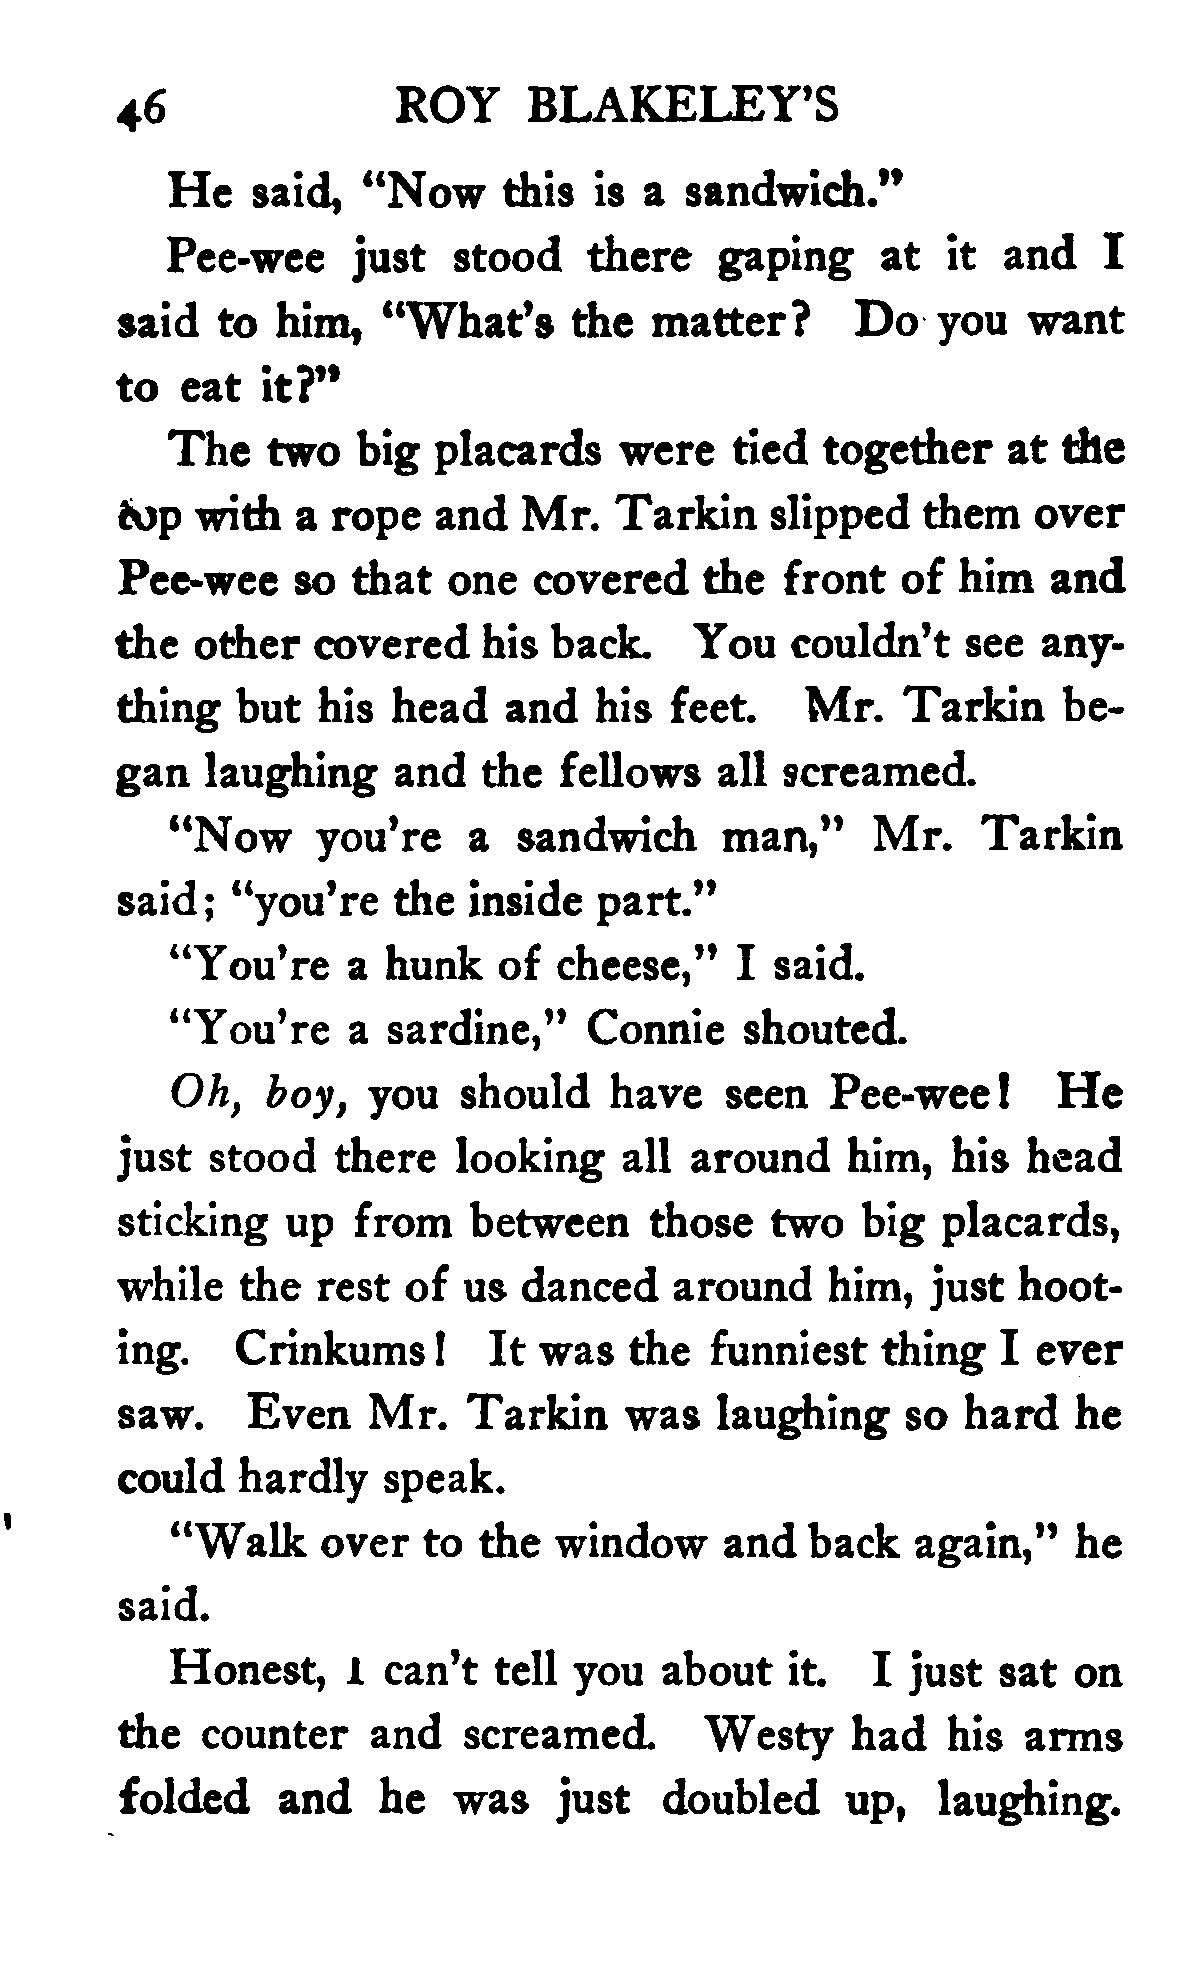 46 ROY BLAKELEY'S
He said, “Now this is a sandwich.”
Pee-wee just stood there gaping at it and I
said to him, “What's the matter? Do you want
to eat it?”
The two big placards were tied together at the
top with a rope and Mr. Tarkin slipped them over
Pee-wee so that one covered the front of him and
the other covered his back. You couldn't see any-
thing but his head and his feet. Mr. Tarkin be-
gan laughing and the fellows all screamed.
“Now you're a sandwich man,” Mr. Tarkin
said; “you're the inside part.”
“You're a hunk of cheese,” I said.
“You're a sardine,” Connie shouted.
Oh, boy, you should have seen Pee-wee! He
just stood there looking all around him, his head
sticking up from between those two big placards,
while the rest of us danced around him, just hoot-
ing. Crinkums! It was the funniest thing I ever
saw. Even Mr. Tarkin was laughing so hard he
could hardly speak.
“Walk over to the window and back again,” he
said.
Honest, I can't tell you about it. I just sat on
the counter and screamed. Westy had his arms
folded and he was just doubled up, laughing.